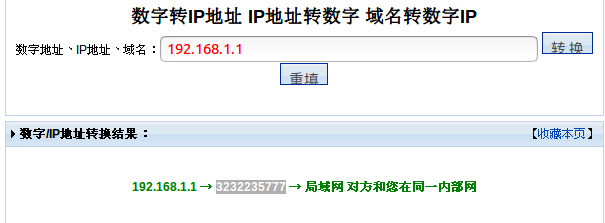 数字转IP地址 IP地址转数字 域名转数字IP
数字地址、IP地址、域名： 192.168.1.1 转 换
重填
数字/IP地址转换结果： 【收藏本页】
192.168.1.1 → 3232235777 → 局域网 对方和您在同一内部网